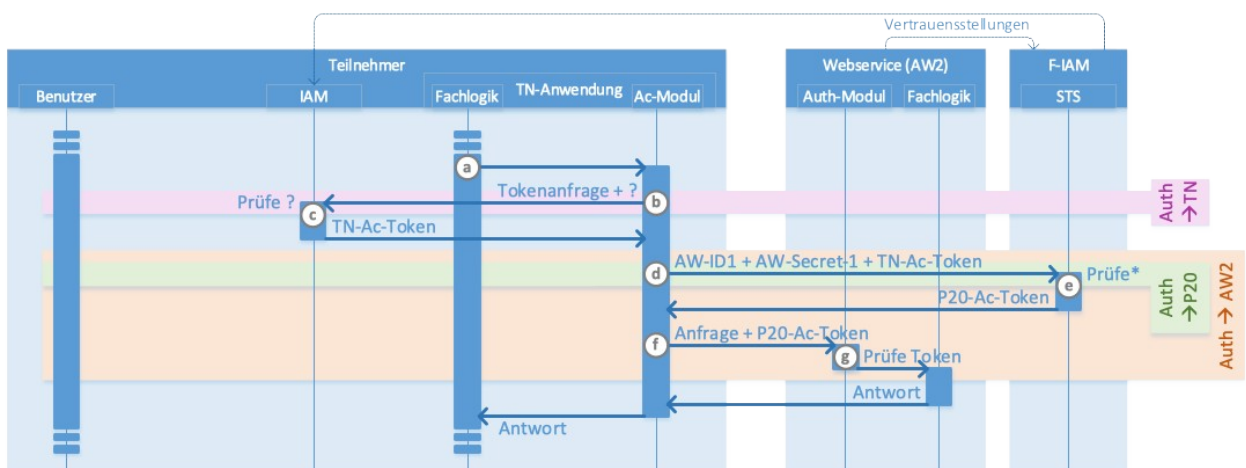 Vertrauensstellungen
Teilnehmer
Webservice (AW2)
F-IAM
Benutzer
IAM
Fachlogik
TN-Anwendung
Ac-Modul
Auth-Modul
Fachlogik
STS
a
Prüfe ?
Tokenanfrage + ?
b
c
TN-Ac-Token
Auth
→TN
d
AW-ID1 + AW-Secret-1 + TN-Ac-Token
e
Prüfe*
P20-Ac-Token
Auth
→P20
Auth → AW2
f
Anfrage + P20-Ac-Token
g
Prüfe Token
Antwort
Antwort